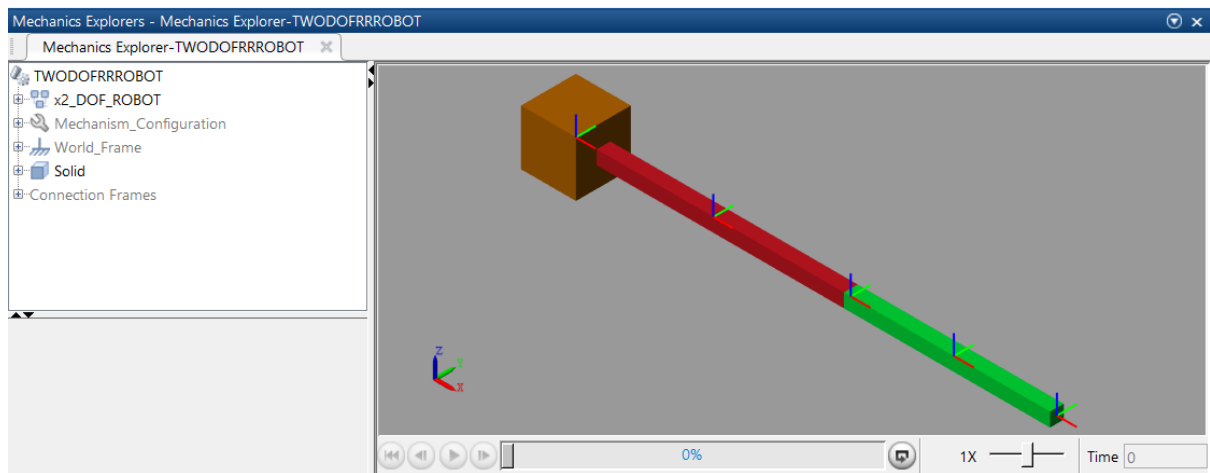 Mechanics Explorers - Mechanics Explorer-TWODOFRRROBOT
Mechanics Explorer-TWODOFRRROBOT
TWODOFRRROBOT
x2_DOF_ROBOT
Mechanism_Configuration
World_Frame
Solid
Connection Frames
Z
Y
X
0%
1X
Time 0